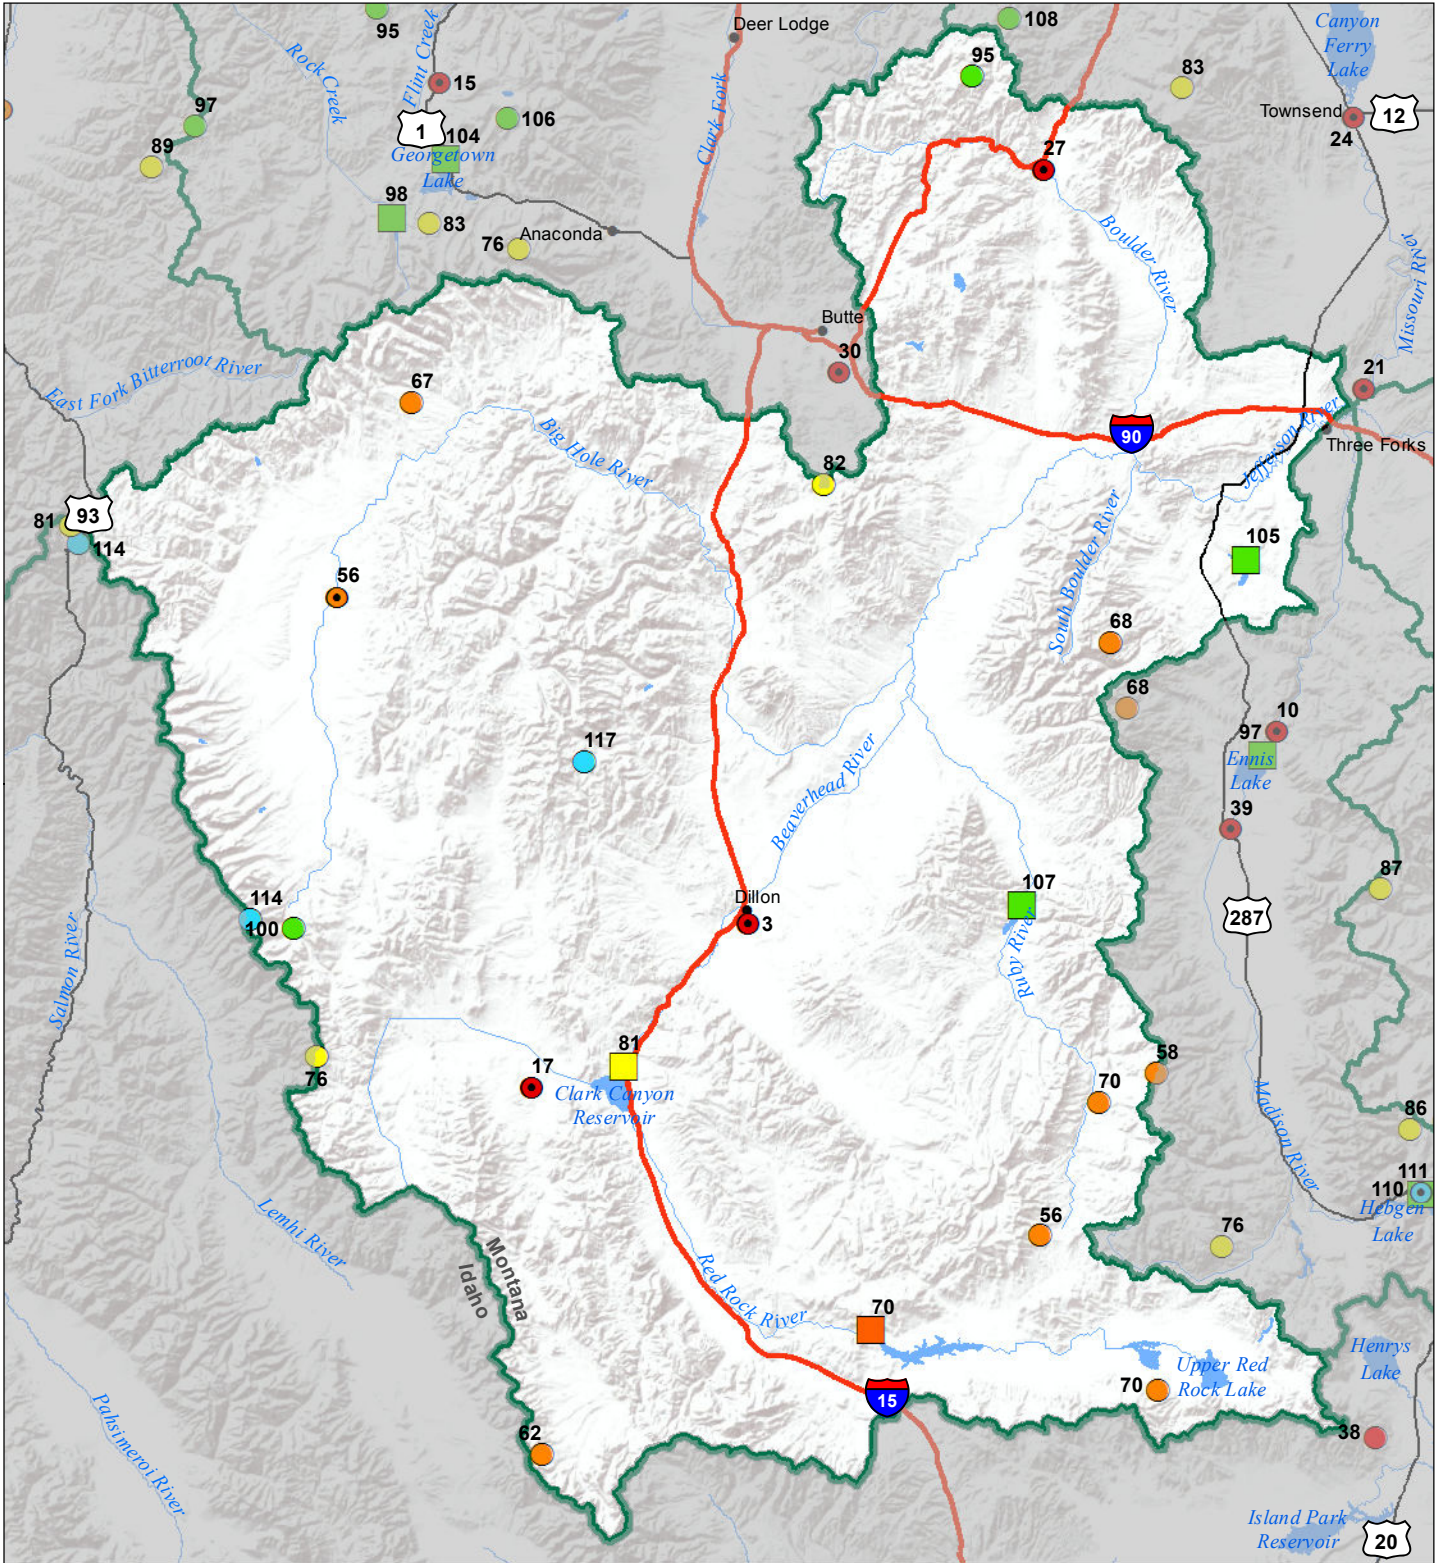 Deer Lodge
108
Canyon
Ferry
Lake
95
Flint Creek
Rock Creek
95
83
15
97
106
1
104
Georgetown
Lake
Clark Fork
Townsend
12
24
89
27
98
83
76
Anaconda
Boulder River
Missouri River
Butte
30
East Fork Bitterroot River
67
21
Big Hole River
90
Jefferson River
Three Forks
82
93
81
114
105
South Boulder River
56
68
68
10
97
Ennis
Lake
117
Beaverhead River
39
87
107
Dillon
3
114
100
287
Salmon River
Ruby River
81
76
17
Clark Canyon
Reservoir
58
70
Madison River
86
111
110
Hebgen
Lake
Lemhi River
Montana
Idaho
56
76
Red Rock River
70
Henrys
Lake
Upper Red
Rock Lake
70
15
Pahsimeroi River
62
38
Island Park
Reservoir
20